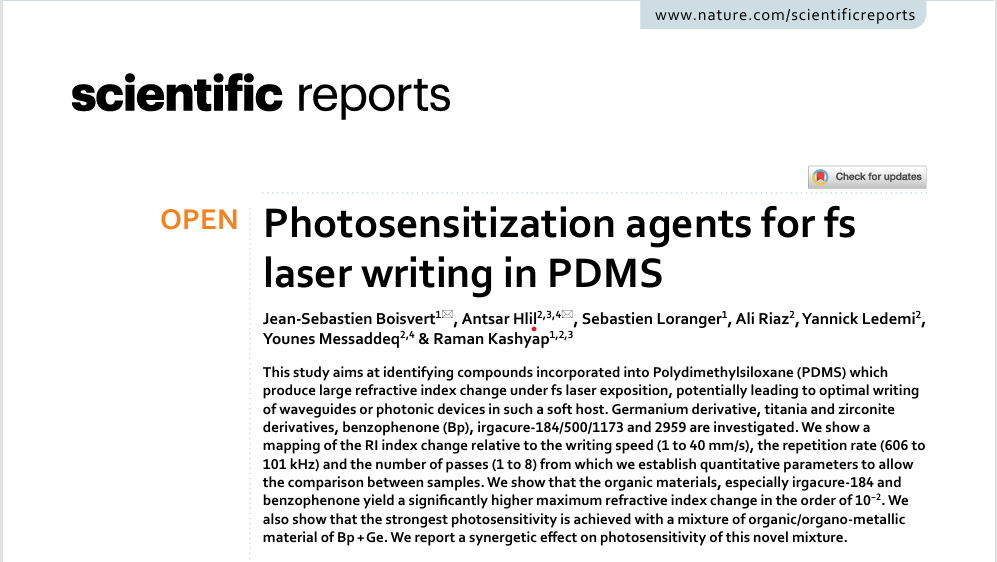 www.nature.com/scientificreports
scientific reports
Check for updates
OPEN
Photosensitization agents for fs
laser writing in PDMS
Jean-Sebastien Boisvert¹✉, Antsar Hlil²,³,⁴✉, Sebastien Loranger¹, Ali Riaz², Yannick Ledemi²,
Younes Messaddeq²,⁴ & Raman Kashyap¹,²,³
This study aims at identifying compounds incorporated into Polydimethylsiloxane (PDMS) which
produce large refractive index change under fs laser exposition, potentially leading to optimal writing
of waveguides or photonic devices in such a soft host. Germanium derivative, titania and zirconite
derivatives, benzophenone (Bp), irgacure-184/500/1173 and 2959 are investigated. We show a
mapping of the RI index change relative to the writing speed (1 to 40 mm/s), the repetition rate (606 to
101 kHz) and the number of passes (1 to 8) from which we establish quantitative parameters to allow
the comparison between samples. We show that the organic materials, especially irgacure-184 and
benzophenone yield a significantly higher maximum refractive index change in the order of 10⁻². We
also show that the strongest photosensitivity is achieved with a mixture of organic/organo-metallic
material of Bp + Ge. We report a synergetic effect on photosensitivity of this novel mixture.